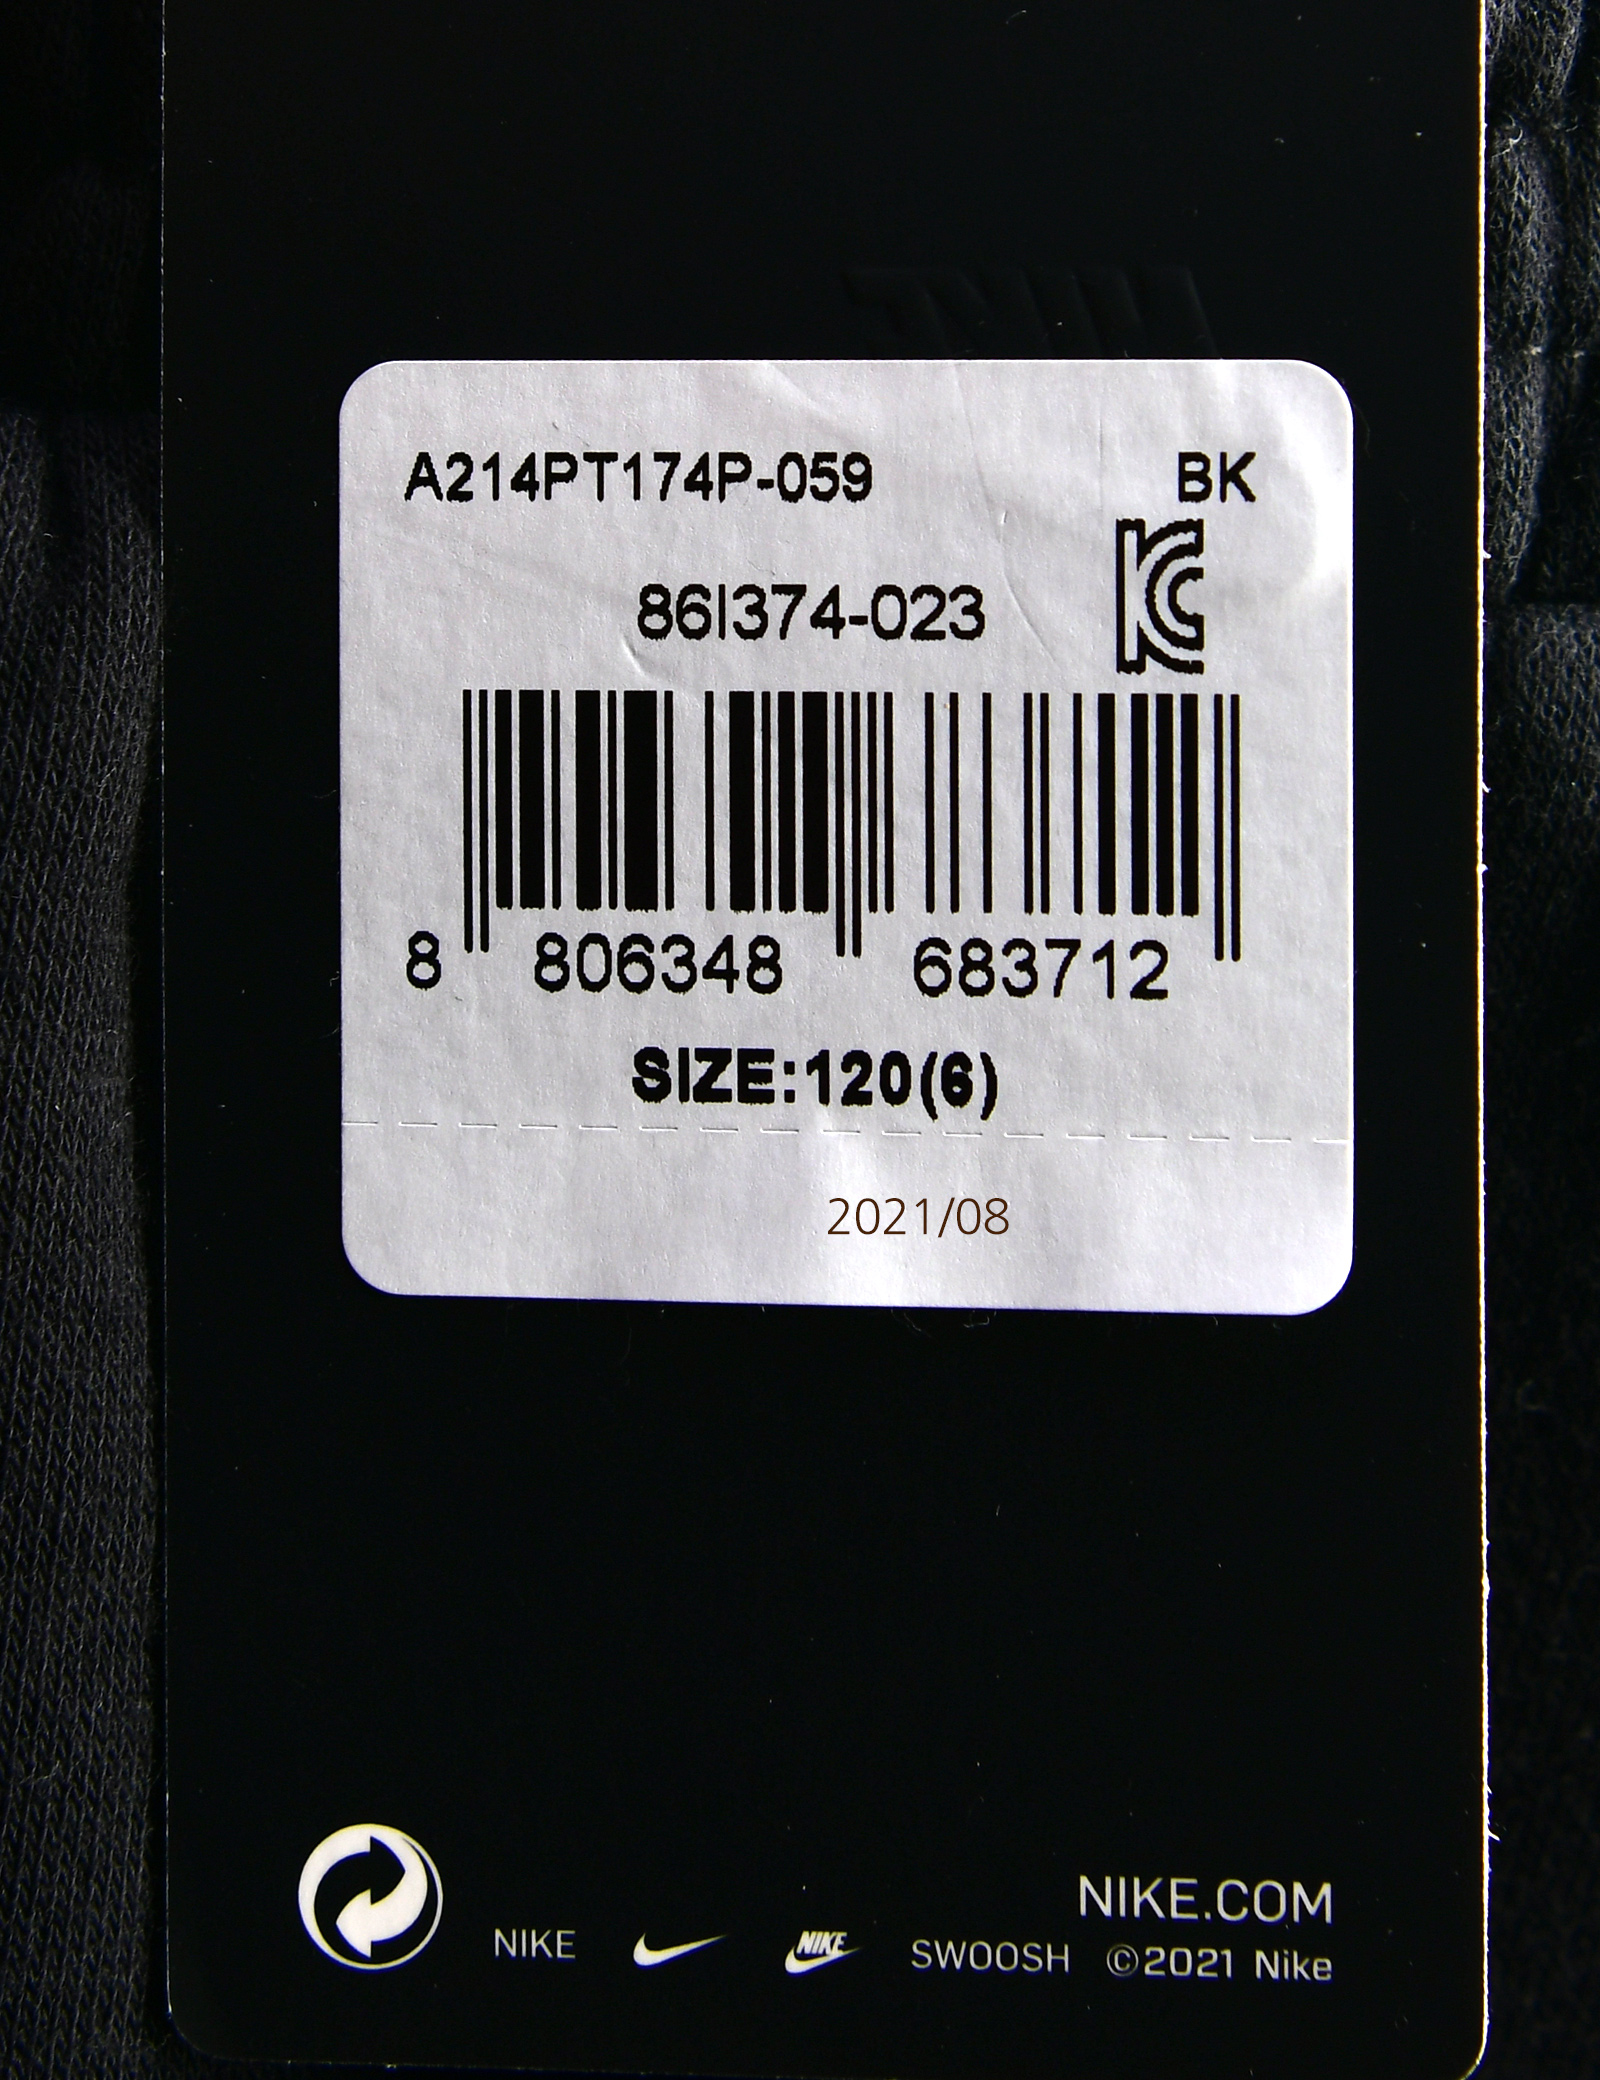 A214PT174P-059 BK
86I374-023
8 806348 683712
SIZE:120(6)
2021/08
NIKE.COM
NIKE NIKE SWOOSH ©2021 Nike